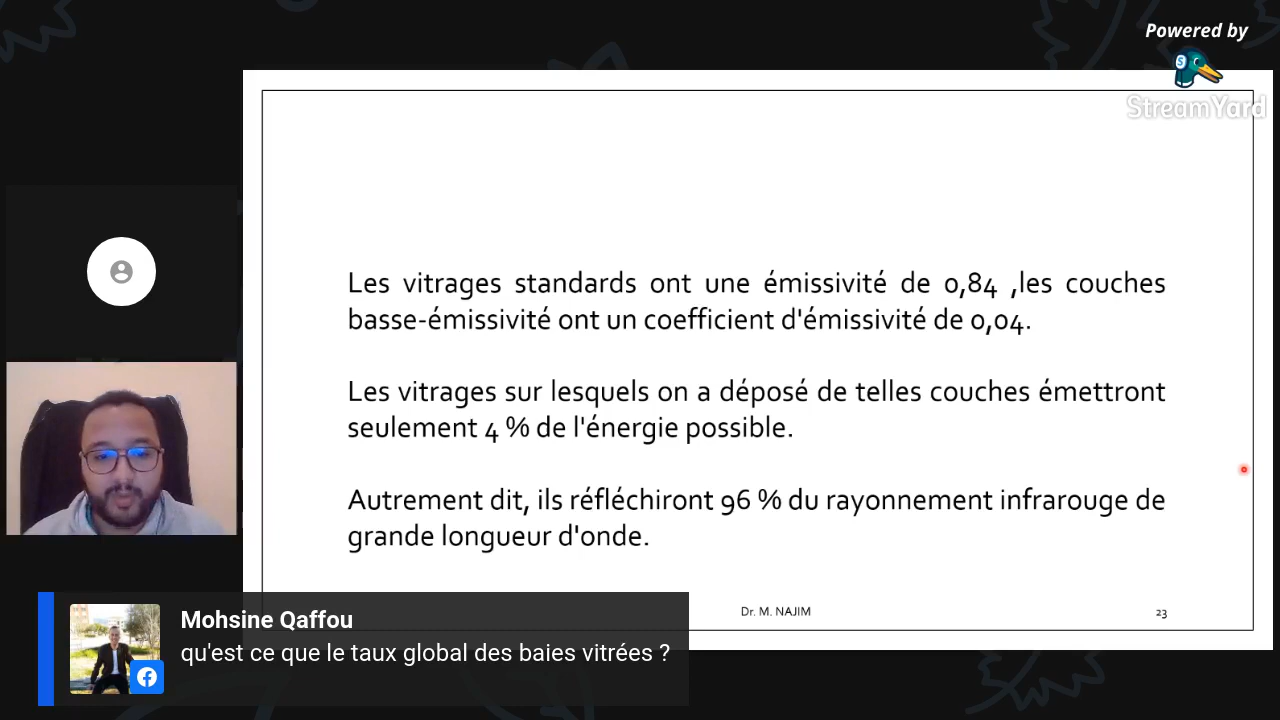 Powered by
StreamYard
Les vitrages standards ont une émissivité de 0,84 ,les couches
basse-émissivité ont un coefficient d'émissivité de 0,04.
Les vitrages sur lesquels on a déposé de telles couches émettront
seulement 4 % de l'énergie possible.
Autrement dit, ils réfléchiront 96 % du rayonnement infrarouge de
grande longueur d'onde.
Dr. M. NAJIM
23
Mohsine Qaffou
qu'est ce que le taux global des baies vitrées ?